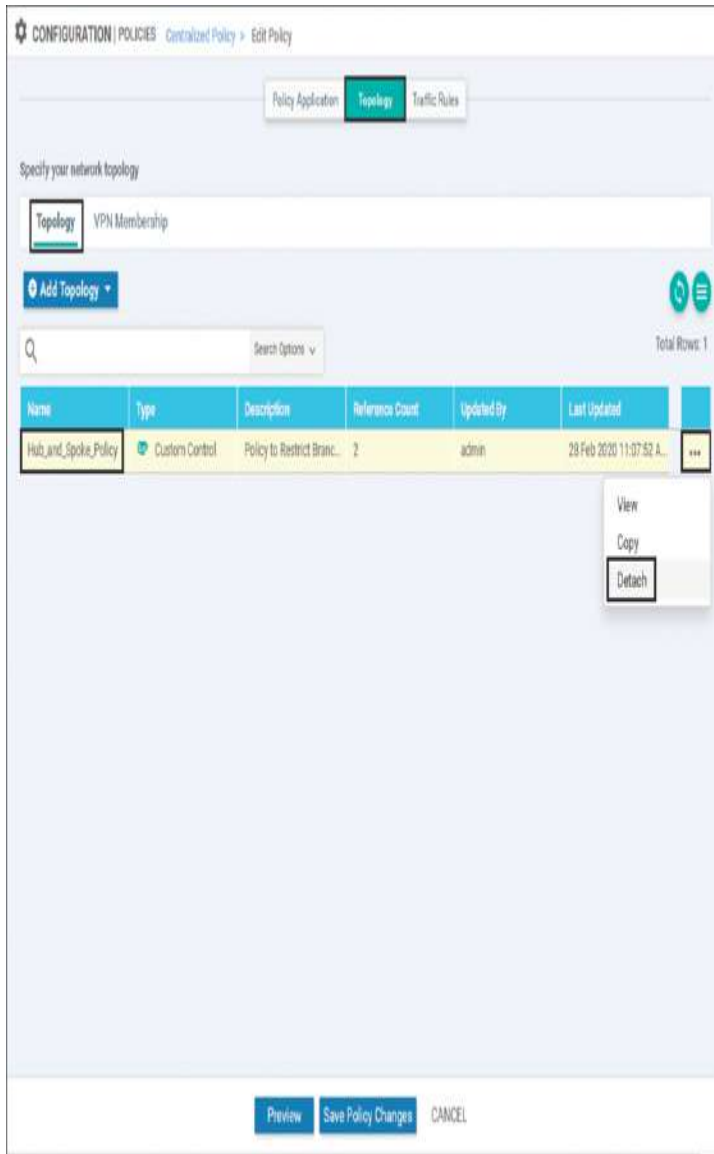 CONFIGURATION | POLICIES Centralized Policy > Edit Policy
Policy Application Topology Traffic Rules
Specify your network topology
Topology VPN Membership
Add Topology
Search Options
Total Rows: 1
Name Type Description Reference Count Updated By Last Updated
Hub_and_Spoke_Policy Custom Control Policy to Restrict Branc... 2 admin 28 Feb 2020 11:07:52 A...
View
Copy
Detach
Preview Save Policy Changes CANCEL